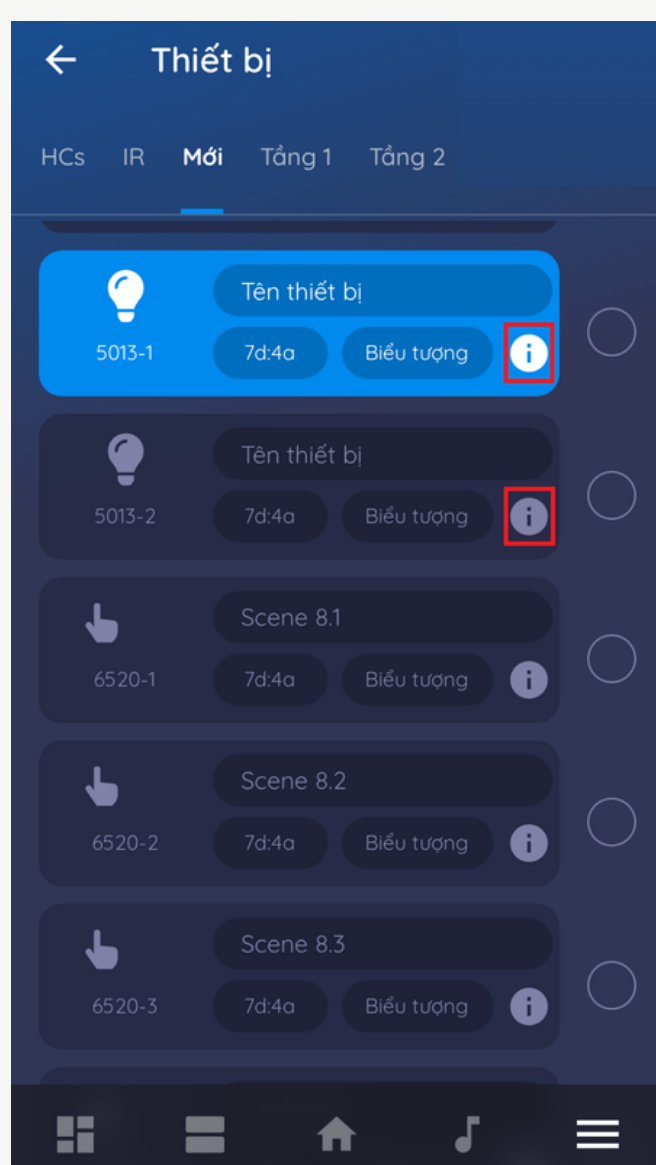 Thiết bị
HCs IR Mới Tầng 1 Tầng 2
Tên thiết bị
5013-1 7d:4a Biểu tượng i
Tên thiết bị
5013-2 7d:4a Biểu tượng i
Scene 8.1
6520-1 7d:4a Biểu tượng i
Scene 8.2
6520-2 7d:4a Biểu tượng i
Scene 8.3
6520-3 7d:4a Biểu tượng i